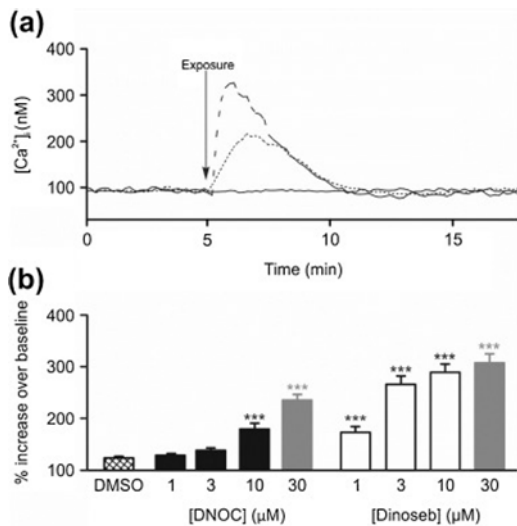 (a)
400
300
200
100
[Ca²⁺]ᵢ (nM)
Exposure
0 5 10 15
Time (min)
(b)
400
300
200
100
% increase over baseline
*** *** *** *** *** ***
DMSO 1 3 10 30 1 3 10 30
[DNOC] (μM) [Dinoseb] (μM)